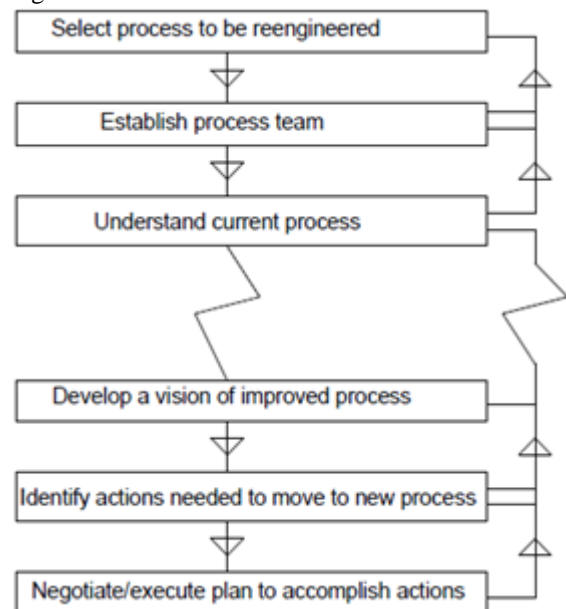 Select process to be reengineered
Establish process team
Understand current process
Develop a vision of improved process
Identify actions needed to move to new process
Negotiate/execute plan to accomplish actions